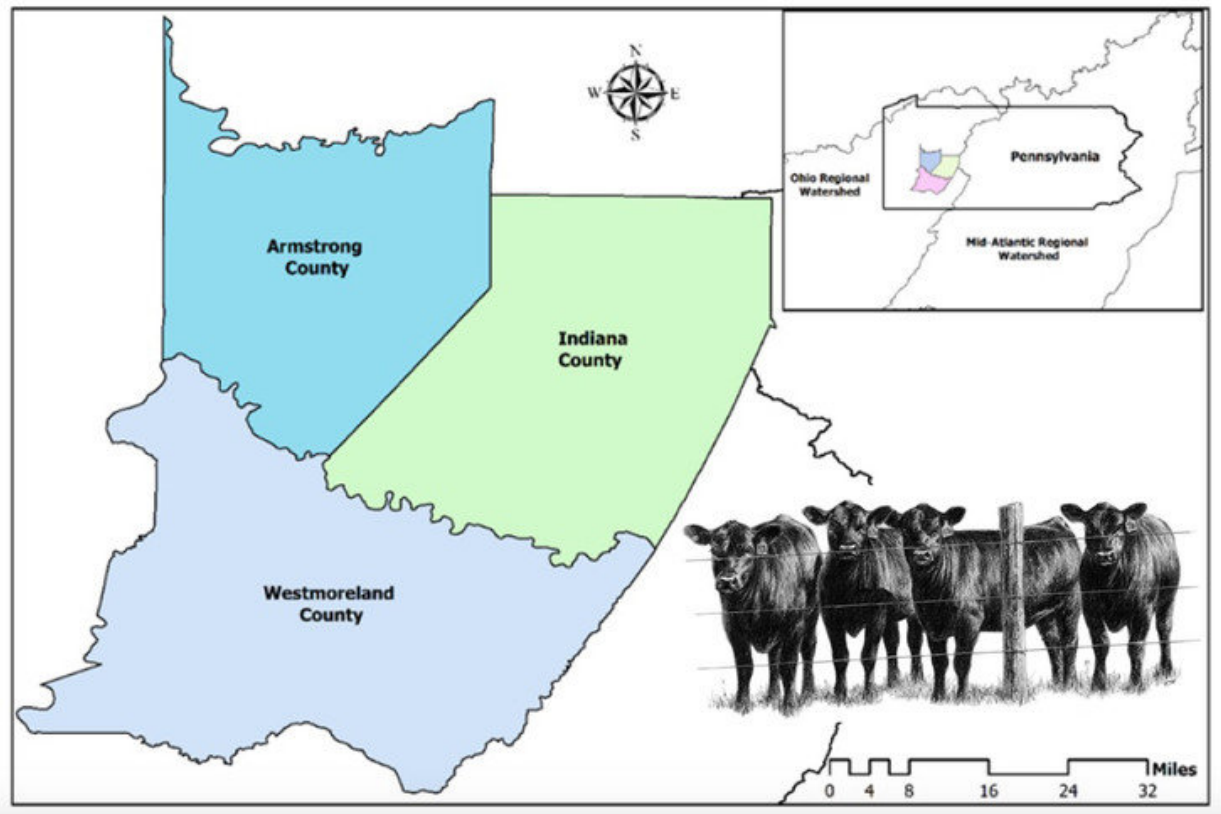 N
W
E
S
Armstrong
County
Indiana
County
Westmoreland
County
Pennsylvania
Ohio Regional
Watershed
Mid-Atlantic Regional
Watershed
Miles
0 4 8 16 24 32